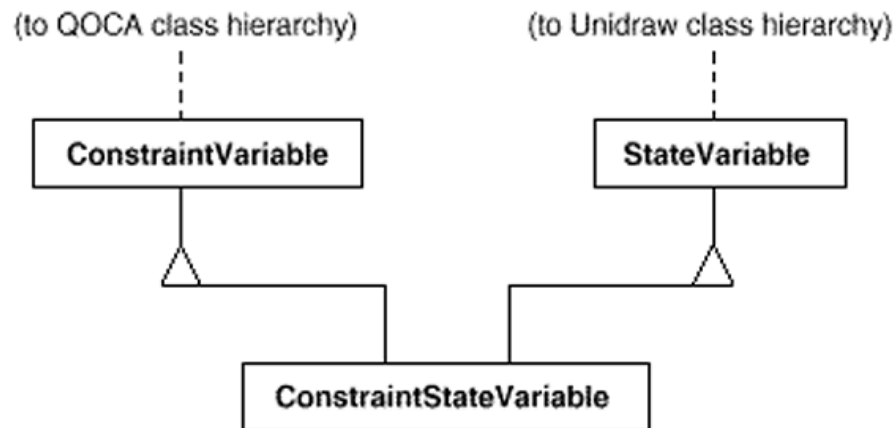 (to QOCA class hierarchy) (to Unidraw class hierarchy)
ConstraintVariable StateVariable
ConstraintStateVariable